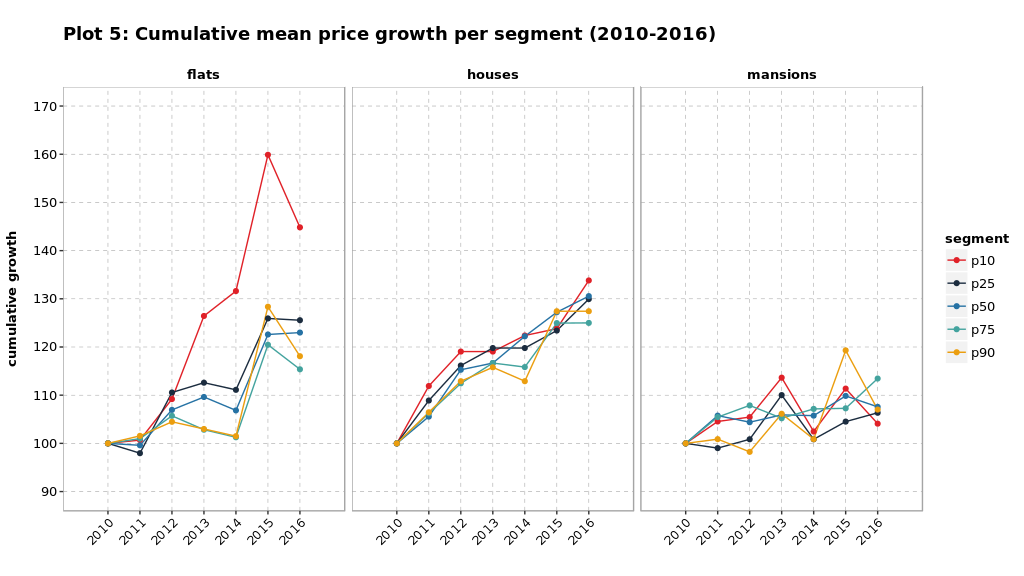 Plot 5: Cumulative mean price growth per segment (2010-2016)
flats
houses
mansions
cumulative growth
170
160
150
140
130
120
110
100
90
2010 2011 2012 2013 2014 2015 2016
2010 2011 2012 2013 2014 2015 2016
2010 2011 2012 2013 2014 2015 2016
segment
p10
p25
p50
p75
p90